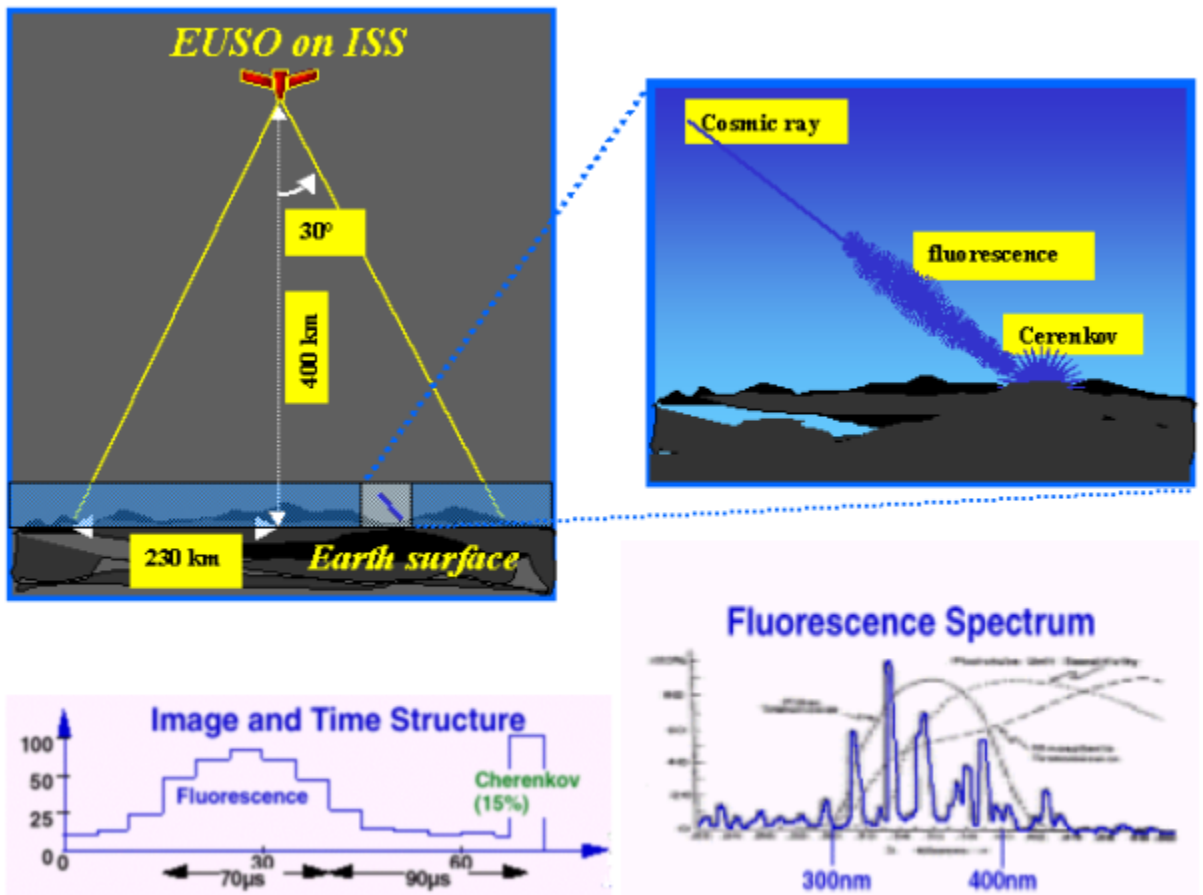 EUSO on ISS
30°
400 km
230 km
Earth surface
Cosmic ray
fluorescence
Cerenkov
Image and Time Structure
100
50
25
0
Fluorescence
Cherenkov
(15%)
0
30
60
70µs
90µs
Fluorescence Spectrum
300nm
400nm